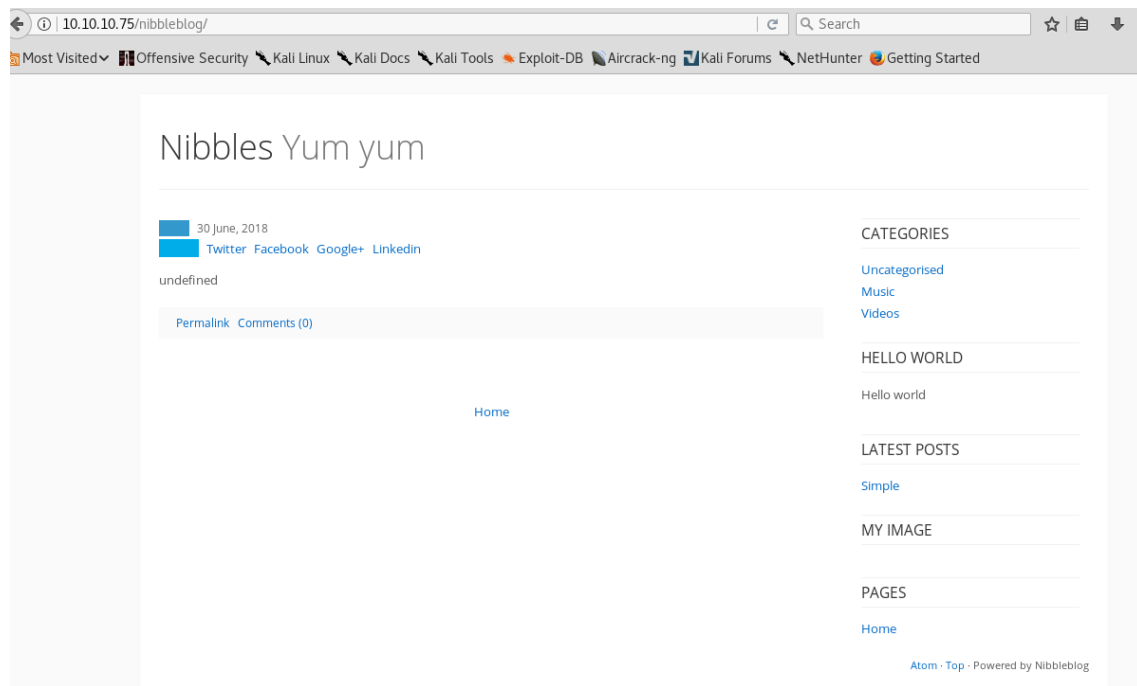 10.10.10.75/nibbleblog/
Search
Most Visited Offensive Security Kali Linux Kali Docs Kali Tools Exploit-DB Aircrack-ng Kali Forums NetHunter Getting Started
Nibbles Yum yum
30 June, 2018
Twitter Facebook Google+ Linkedin
undefined
Permalink Comments (0)
Home
CATEGORIES
Uncategorised
Music
Videos
HELLO WORLD
Hello world
LATEST POSTS
Simple
MY IMAGE
PAGES
Home
Atom · Top · Powered by Nibbleblog